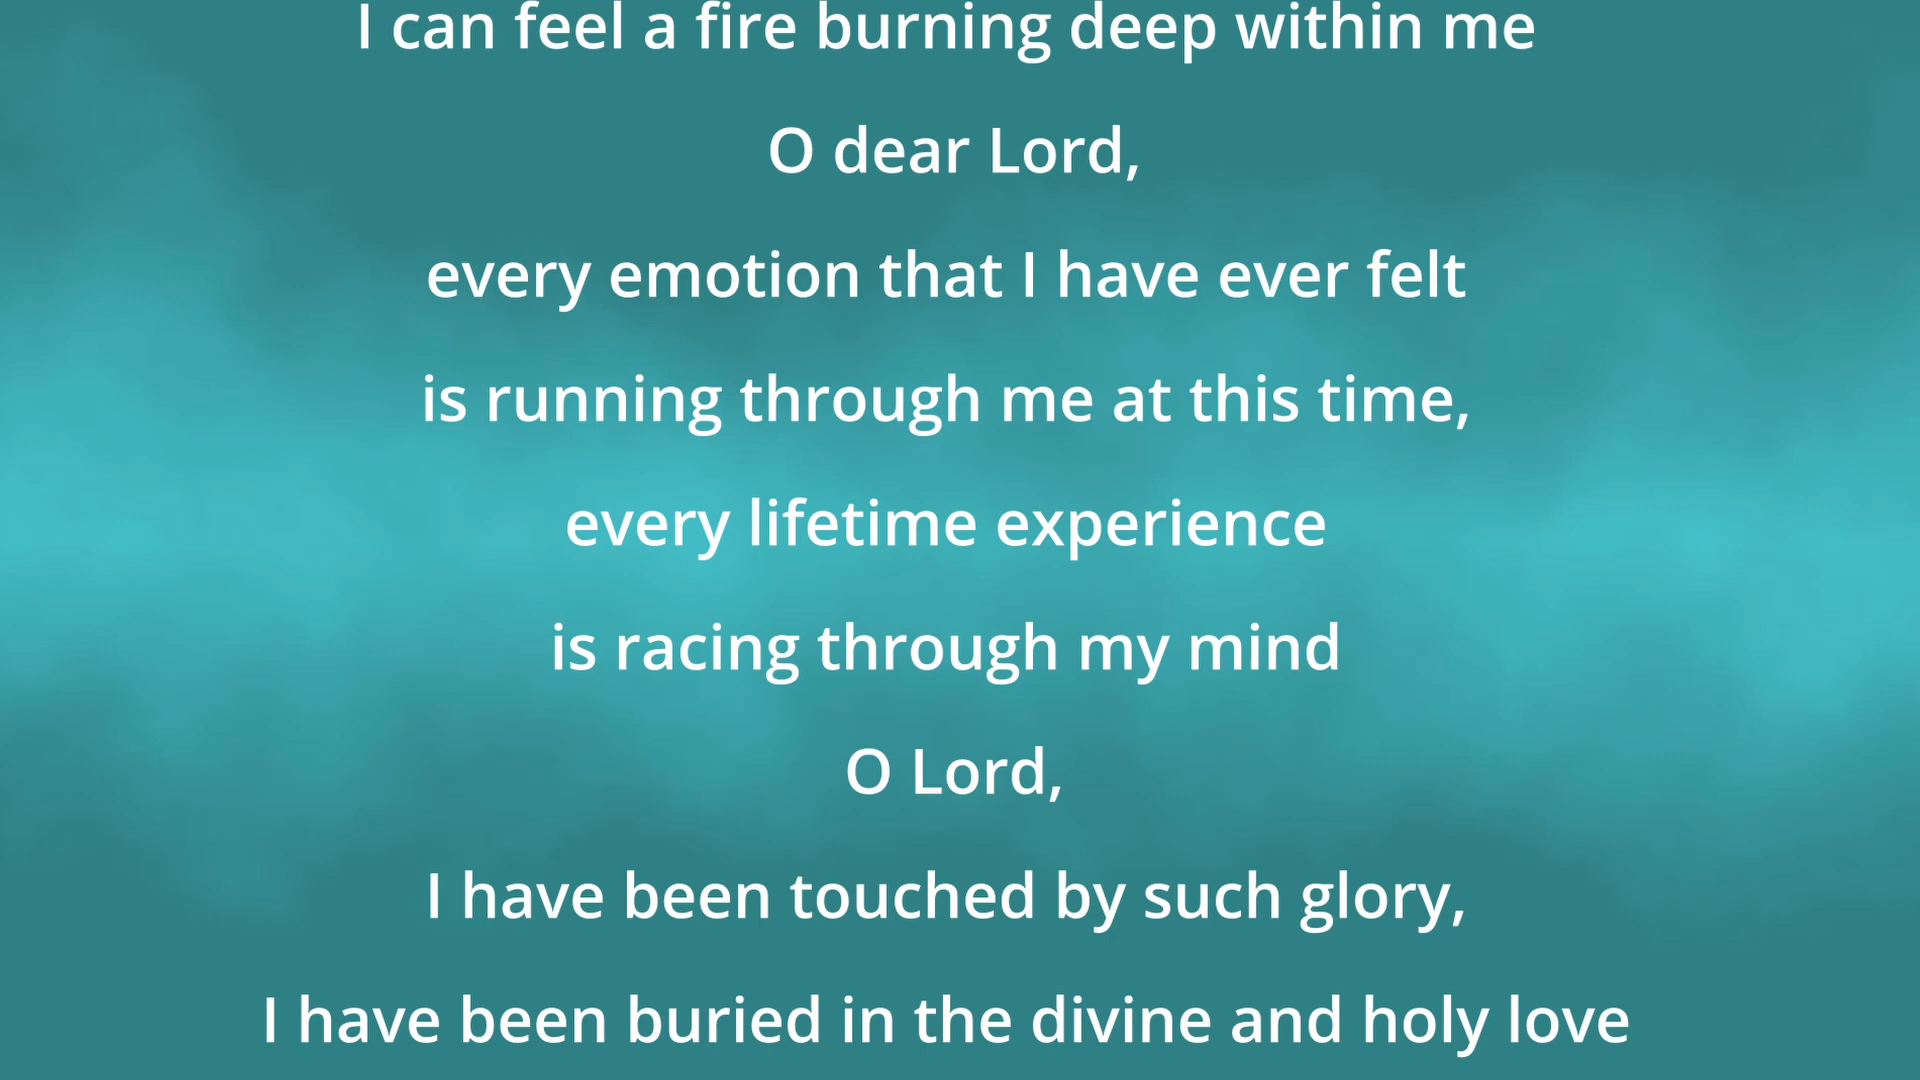 I can feel a fire burning deep within me
O dear Lord,
every emotion that I have ever felt
is running through me at this time,
every lifetime experience
is racing through my mind
O Lord,
I have been touched by such glory,
I have been buried in the divine and holy love